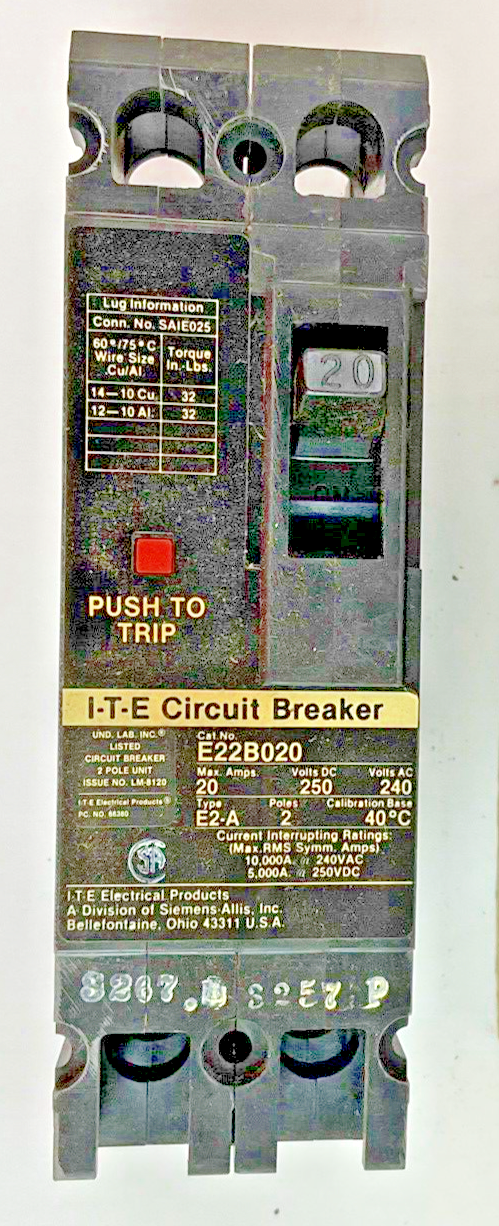 Lug Information
Conn. No. SAIE025
60°/75°C Wire Size Cu/Al
Torque In.-Lbs.
14—10 Cu. 32
12—10 Al. 32
20
PUSH TO
TRIP
I-T-E Circuit Breaker
UND. LAB. INC.®
LISTED
CIRCUIT BREAKER
2 POLE UNIT
ISSUE NO. LM-8120
I-T-E Electrical Products®
PC. NO.
Cat. No.
E22B020
Max. Amps. Volts DC Volts AC
20 250 240
Type Poles Calibration Base
E2-A 2 40°C
Current Interrupting Ratings:
(Max. RMS Symm. Amps)
10,000A. @ 240VAC
5,000A. @ 250VDC
I-T-E Electrical Products
A Division of Siemens-Allis, Inc.
Bellefontaine, Ohio 43311 U.S.A.
S257 P